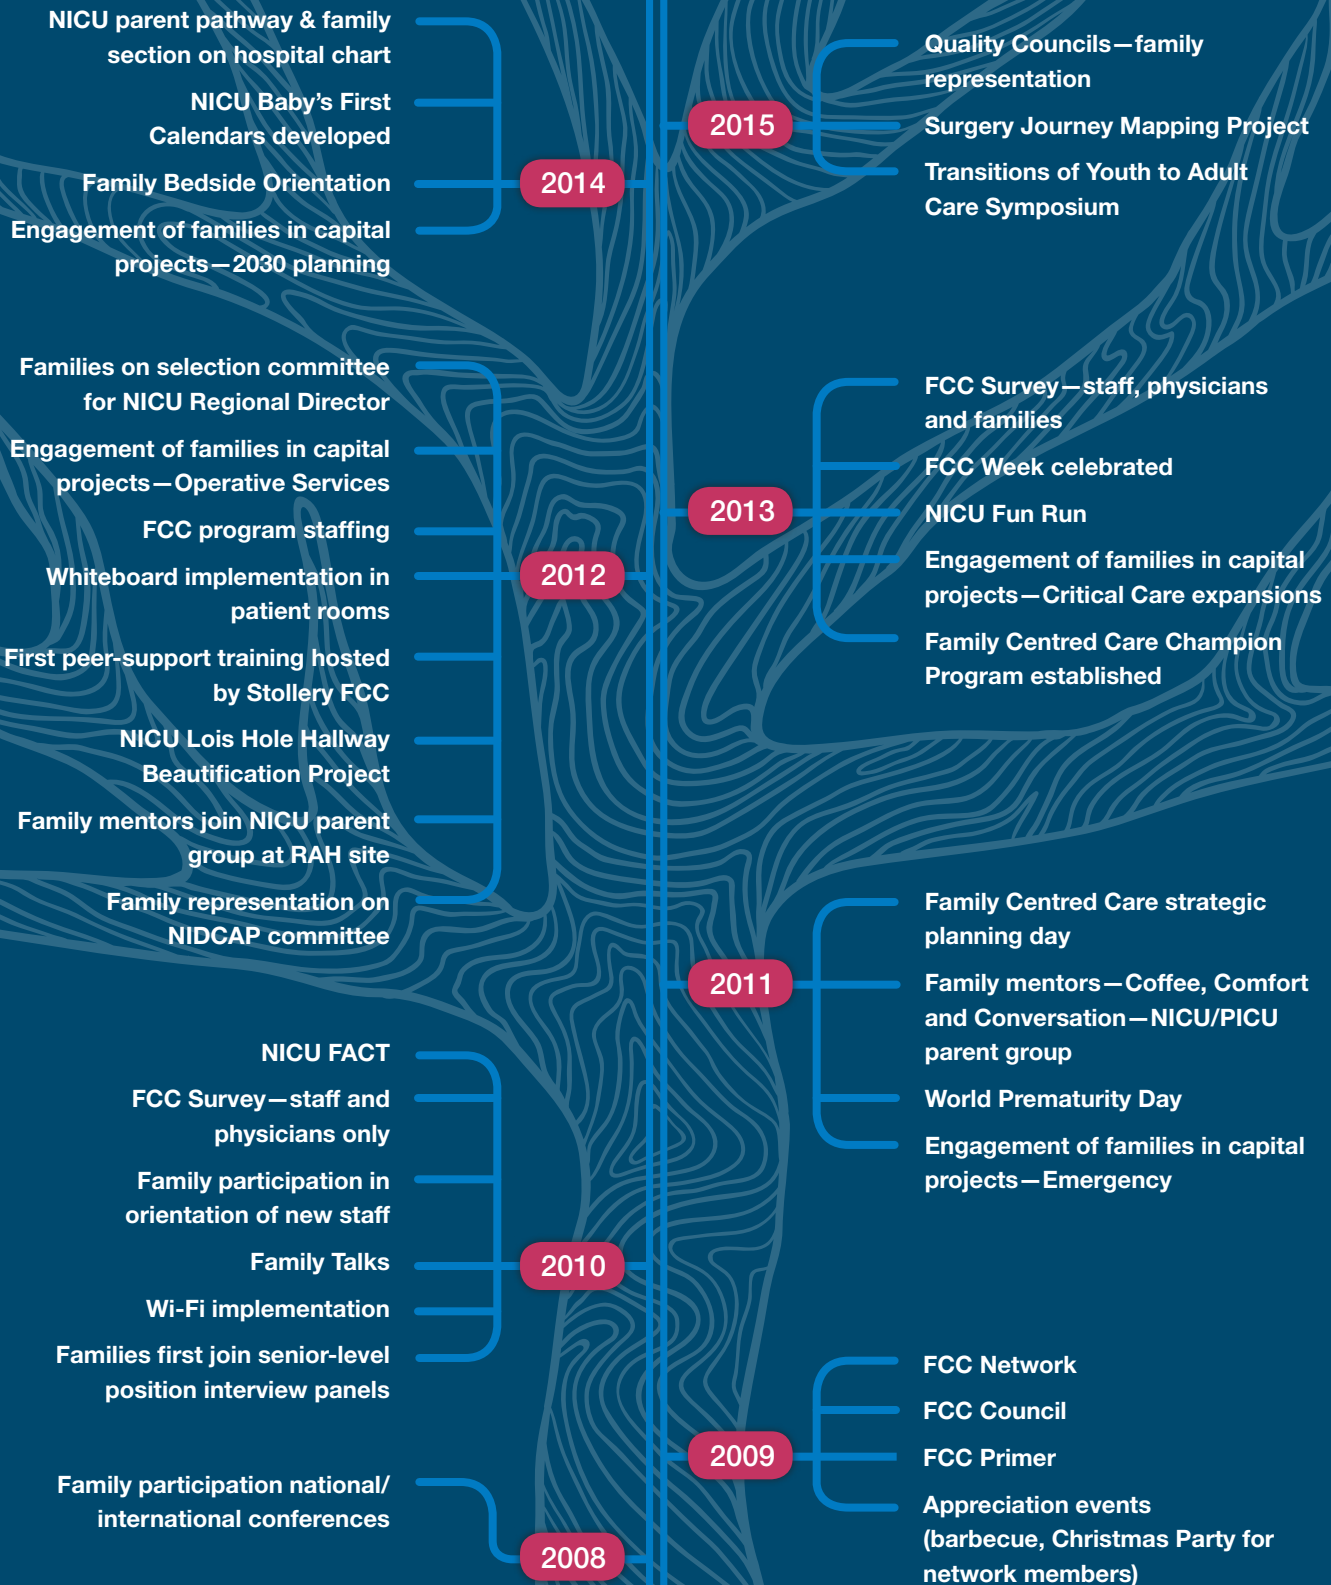 NICU parent pathway & family
section on hospital chart
NICU Baby's First
Calendars developed
Family Bedside Orientation
Engagement of families in capital
projects—2030 planning
2014
Quality Councils—family
representation
Surgery Journey Mapping Project
Transitions of Youth to Adult
Care Symposium
2015
Families on selection committee
for NICU Regional Director
Engagement of families in capital
projects—Operative Services
FCC program staffing
Whiteboard implementation in
patient rooms
First peer-support training hosted
by Stollery FCC
NICU Lois Hole Hallway
Beautification Project
Family mentors join NICU parent
group at RAH site
Family representation on
NIDCAP committee
2012
FCC Survey—staff, physicians
and families
FCC Week celebrated
NICU Fun Run
Engagement of families in capital
projects—Critical Care expansions
Family Centred Care Champion
Program established
2013
Family Centred Care strategic
planning day
Family mentors—Coffee, Comfort
and Conversation—NICU/PICU
parent group
World Prematurity Day
Engagement of families in capital
projects—Emergency
2011
NICU FACT
FCC Survey—staff and
physicians only
Family participation in
orientation of new staff
Family Talks
Wi-Fi implementation
Families first join senior-level
position interview panels
2010
FCC Network
FCC Council
FCC Primer
Appreciation events
(barbecue, Christmas Party for
network members)
2009
Family participation national/
international conferences
2008